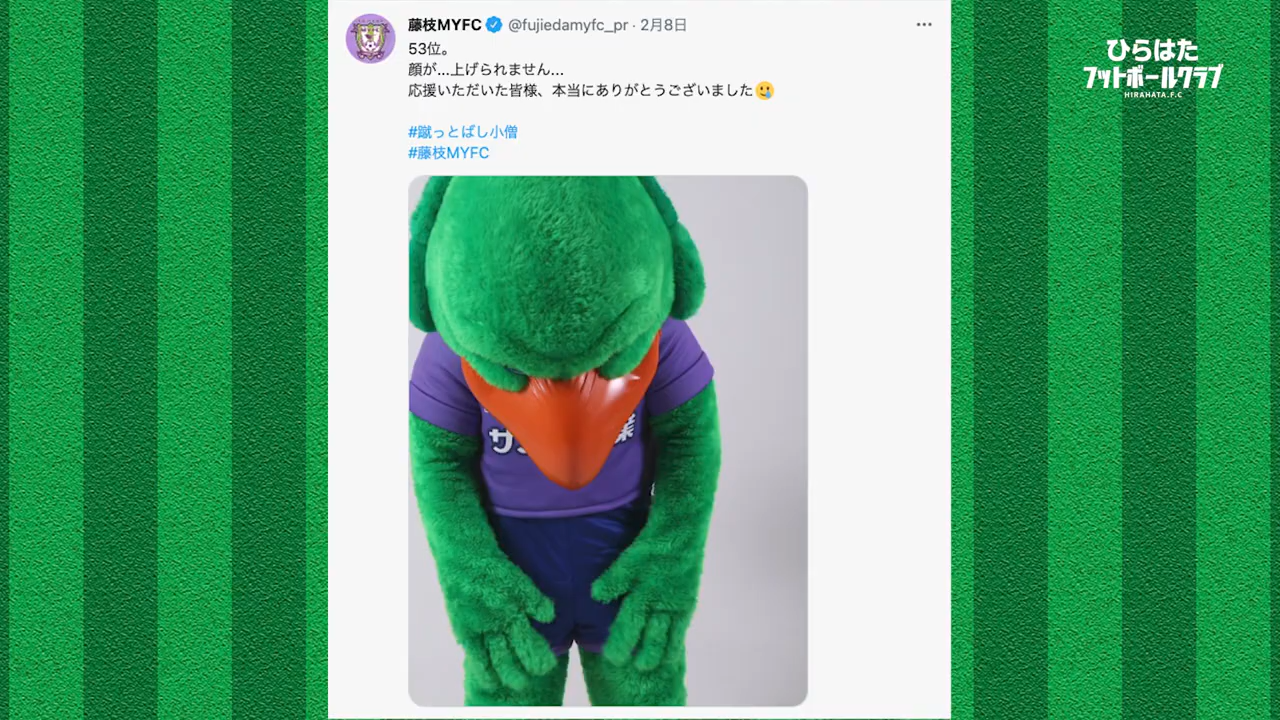 藤枝MYFC @fujiedamyfc_pr · 2月8日
53位。
顔が...上げられません...
応援いただいた皆様、本当にありがとうございました🥲
#蹴っとばし小僧
#藤枝MYFC
サ
業
ひらはた
フットボールクラブ
HIRAHATA.F.C